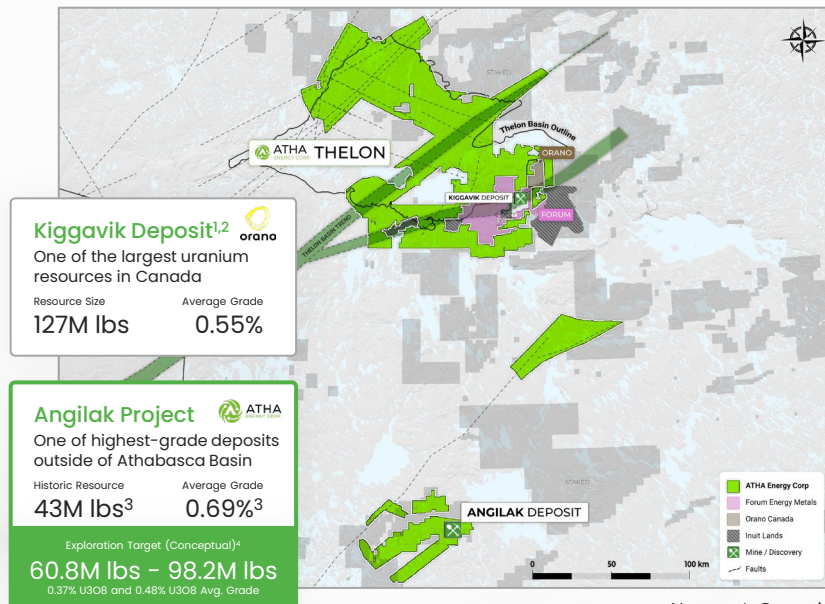 STAKED
Thelon Basin Outline
ATHA
ENERGY CORP.
THELON
ORANO
KIGGAVIK DEPOSIT
FORUM
THELON BASIN TREND
Kiggavik Deposit¹,²
orano
One of the largest uranium
resources in Canada
Resource Size
Average Grade
127M lbs
0.55%
Angilak Project
ATHA
ENERGY CORP.
One of highest-grade deposits
outside of Athabasca Basin
Historic Resource
Average Grade
43M lbs³
0.69%³
Exploration Target (Conceptual)⁴
60.8M lbs - 98.2M lbs
0.37% U3O8 and 0.48% U3O8 Avg. Grade
STAKED
ANGILAK DEPOSIT
ATHA Energy Corp
Forum Energy Metals
Orano Canada
Inuit Lands
Mine / Discovery
Faults
0 50 100 km